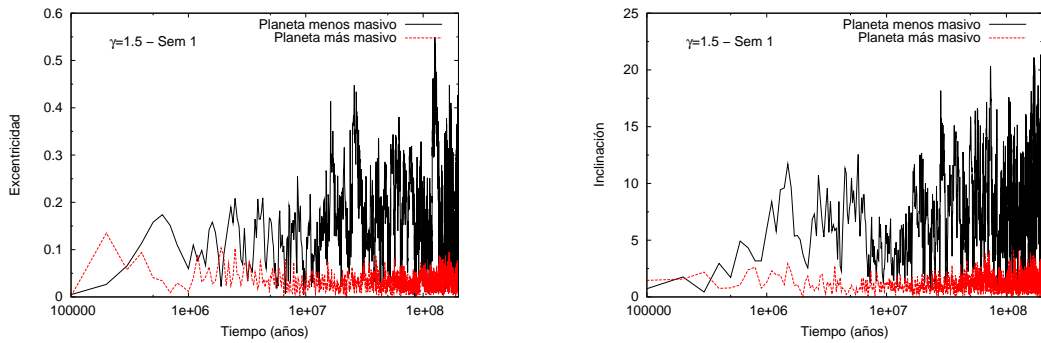 0.6
0.5
0.4
0.3
0.2
0.1
0
100000
1e+06
1e+07
1e+08
Excentricidad
Tiempo (años)
γ=1.5 – Sem 1
Planeta menos masivo
Planeta más masivo
25
20
15
10
5
0
100000
1e+06
1e+07
1e+08
Inclinación
Tiempo (años)
γ=1.5 – Sem 1
Planeta menos masivo
Planeta más masivo